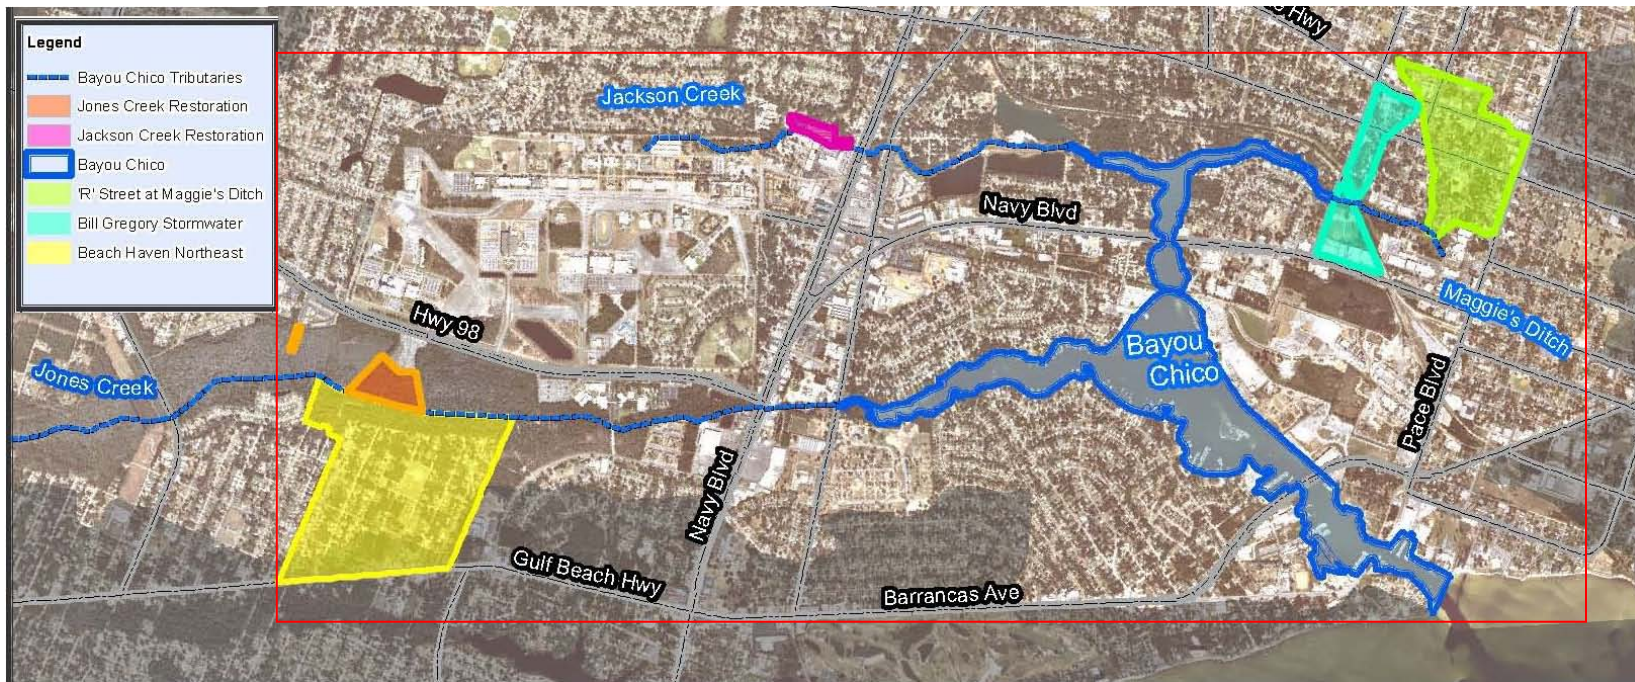 Legend
Bayou Chico Tributaries
Jones Creek Restoration
Jackson Creek Restoration
Bayou Chico
'R' Street at Maggie's Ditch
Bill Gregory Stormwater
Beach Haven Northeast
Hwy
Jackson Creek
Navy Blvd
Maggie's Ditch
Hwy 98
Bayou
Chico
Jones Creek
Pace Blvd
Navy Blvd
Gulf Beach Hwy
Barrancas Ave